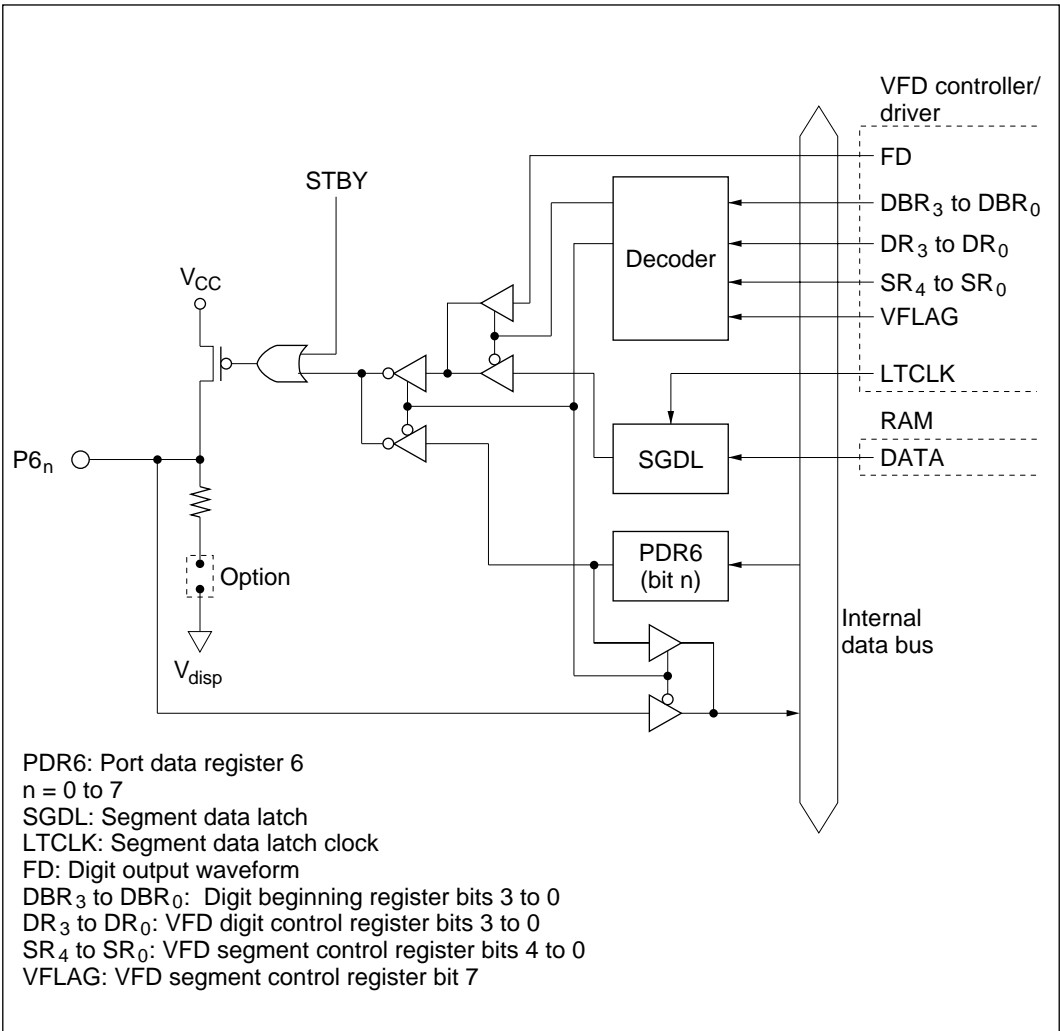 VFD controller/
driver
FD
STBY
DBR3 to DBR0
DR3 to DR0
Decoder
SR4 to SR0
VCC
VFLAG
LTCLK
RAM
P6n
SGDL
DATA
PDR6
(bit n)
Option
Internal
data bus
Vdisp
PDR6: Port data register 6
n = 0 to 7
SGDL: Segment data latch
LTCLK: Segment data latch clock
FD: Digit output waveform
DBR3 to DBR0: Digit beginning register bits 3 to 0
DR3 to DR0: VFD digit control register bits 3 to 0
SR4 to SR0: VFD segment control register bits 4 to 0
VFLAG: VFD segment control register bit 7